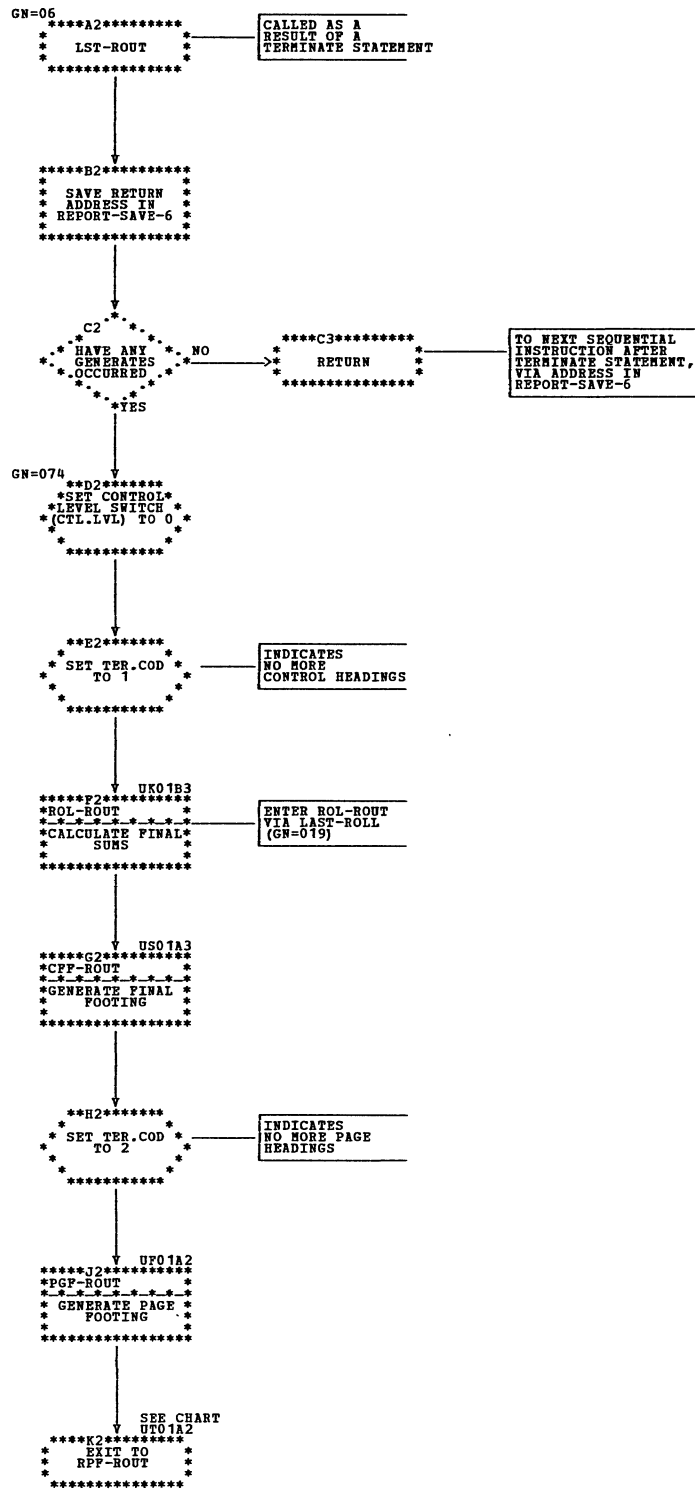 GN=06
A2
LST-ROUT
CALLED AS A
RESULT OF A
TERMINATE STATEMENT
B2
SAVE RETURN
ADDRESS IN
REPORT-SAVE-6
C2
HAVE ANY
GENERATES
OCCURRED
NO
YES
C3
RETURN
TO NEXT SEQUENTIAL
INSTRUCTION AFTER
TERMINATE STATEMENT,
VIA ADDRESS IN
REPORT-SAVE-6
GN=074
D2
SET CONTROL
LEVEL SWITCH
(CTL.LVL) TO 0
E2
SET TER.COD
TO 1
INDICATES
NO MORE
CONTROL HEADINGS
UK01B3
F2
ROL-ROUT
CALCULATE FINAL
SUMS
ENTER ROL-ROUT
VIA LAST-ROLL
(GN=019)
US01A3
G2
CFF-ROUT
GENERATE FINAL
FOOTING
H2
SET TER.COD
TO 2
INDICATES
NO MORE PAGE
HEADINGS
UF01A2
J2
PGF-ROUT
GENERATE PAGE
FOOTING
SEE CHART
UT01A2
K2
EXIT TO
RPF-ROUT